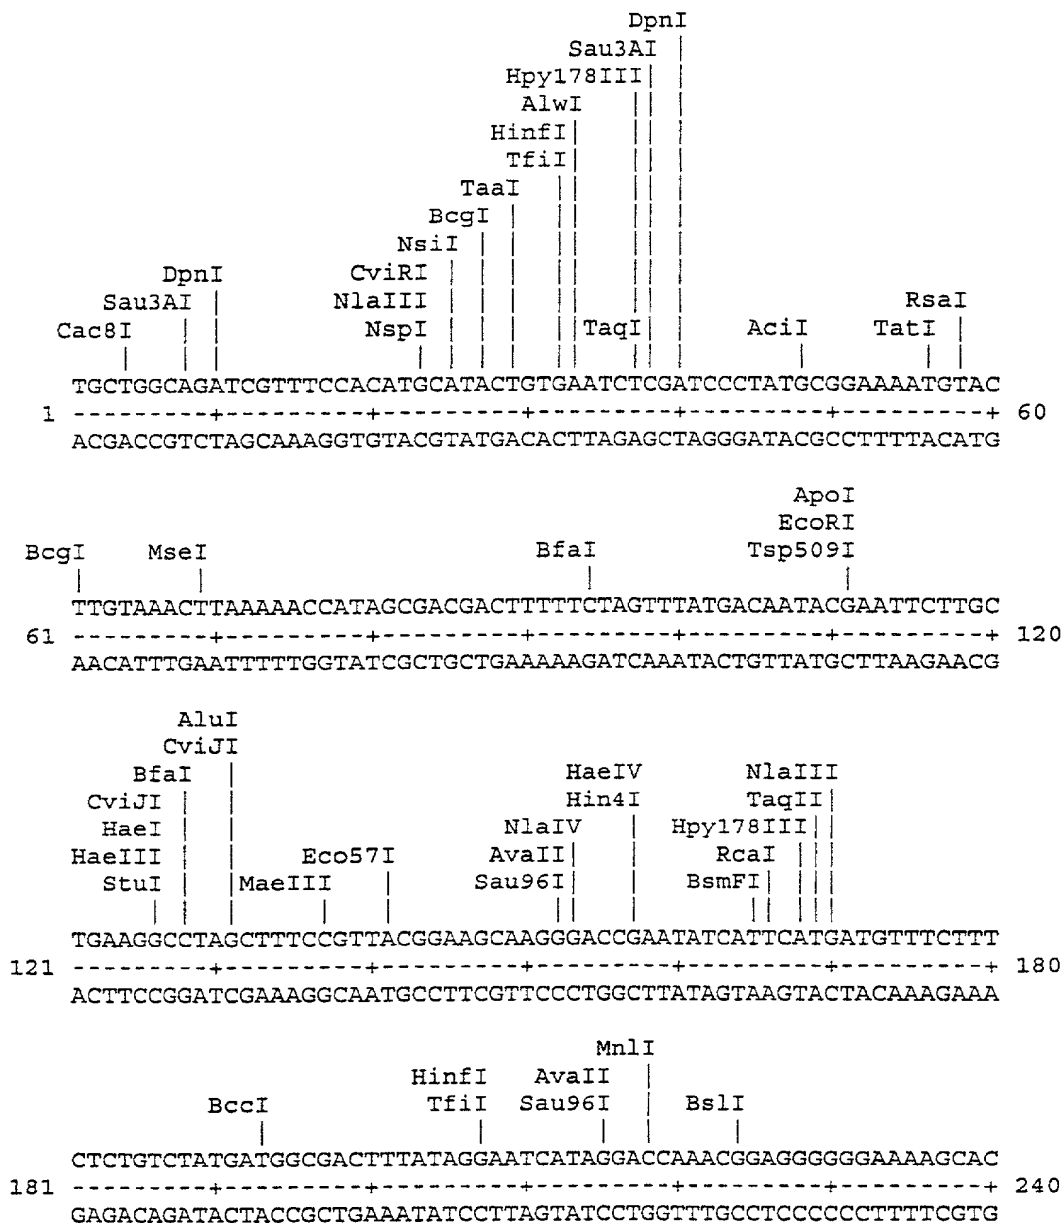 DpnI
Sau3AI
Hpy178III
AlwI
HinfI
TfiI
TaaI
BcgI
NsiI
DpnI CviRI
Sau3AI NlaIII RsaI
Cac8I NspI TaqI AciI TatI
TGCTGGCAGATCGTTTCCACATGCATACTGTGAATCTCGATCCCTATGCGGAAAATGTAC
1 ---------+---------+---------+---------+---------+---------+ 60
ACGACCGTCTAGCAAAGGTGTACGTATGACACTTAGAGCTAGGGATACGCCTTTTACATG
ApoI
EcoRI
BcgI MseI BfaI Tsp509I
TTGTAAACTTAAAAACCATAGCGACGACTTTTTCTAGTTTATGACAATACGAATTCTTGC
61 ---------+---------+---------+---------+---------+---------+ 120
AACATTTGAATTTTTGGTATCGCTGCTGAAAAAGATCAAATACTGTTATGCTTAAGAACG
AluI
CviJI
BfaI HaeIV NlaIII
CviJI Hin4I TaqII
HaeI NlaIV Hpy178III
HaeIII Eco57I AvaII RcaI
StuI MaeIII Sau96I BsmFI
TGAAGGCCTAGCTTTCCGTTACGGAAGCAAGGGACCGAATATCATTCATGATGTTTCTTT
121 ---------+---------+---------+---------+---------+---------+ 180
ACTTCCGGATCGAAAGGCAATGCCTTCGTTCCCTGGCTTATAGTAAGTACTACAAAGAAA
MnlI
HinfI AvaII
BccI TfiI Sau96I BslI
CTCTGTCTATGATGGCGACTTTATAGGAATCATAGGACCAAACGGAGGGGGGAAAAGCAC
181 ---------+---------+---------+---------+---------+---------+ 240
GAGACAGATACTACCGCTGAAATATCCTTAGTATCCTGGTTTGCCTCCCCCCTTTTCGTG